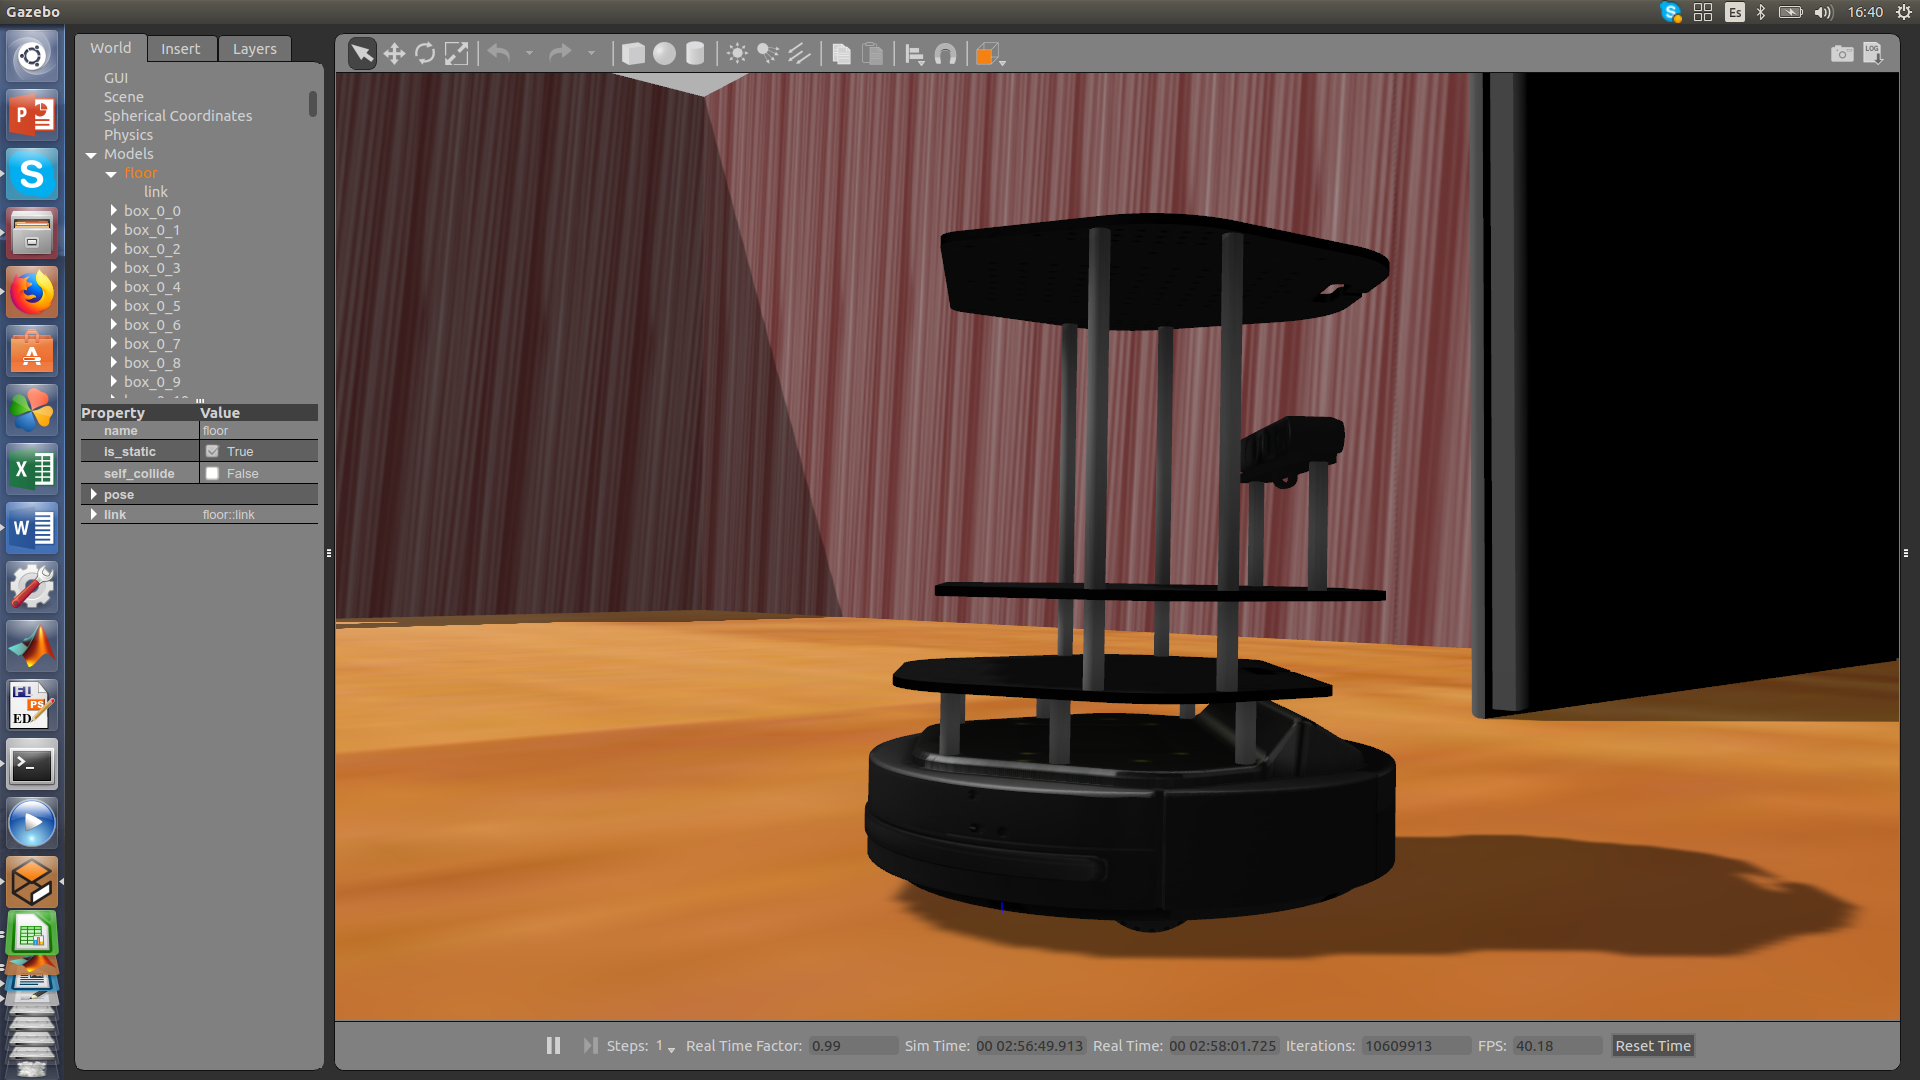 Gazebo
Es
16:40
World
Insert
Layers
LOG
GUI
Scene
Spherical Coordinates
Physics
Models
floor
link
box_0_0
box_0_1
box_0_2
box_0_3
box_0_4
box_0_5
box_0_6
box_0_7
box_0_8
box_0_9
Property Value
name floor
is_static True
self_collide False
pose
link floor::link
Steps: 1 Real Time Factor: 0.99 Sim Time: 00 02:56:49.913 Real Time: 00 02:58:01.725 Iterations: 10609913 FPS: 40.18 Reset Time